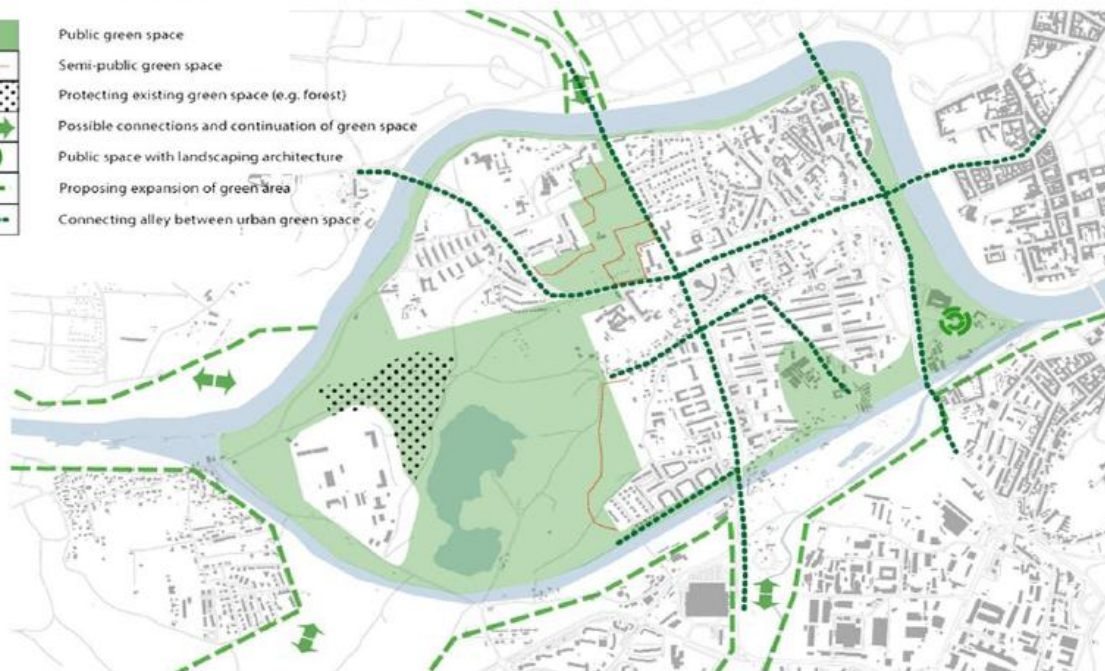 Public green space
Semi-public green space
Protecting existing green space (e.g. forest)
Possible connections and continuation of green space
Public space with landscaping architecture
Proposing expansion of green area
Connecting alley between urban green space